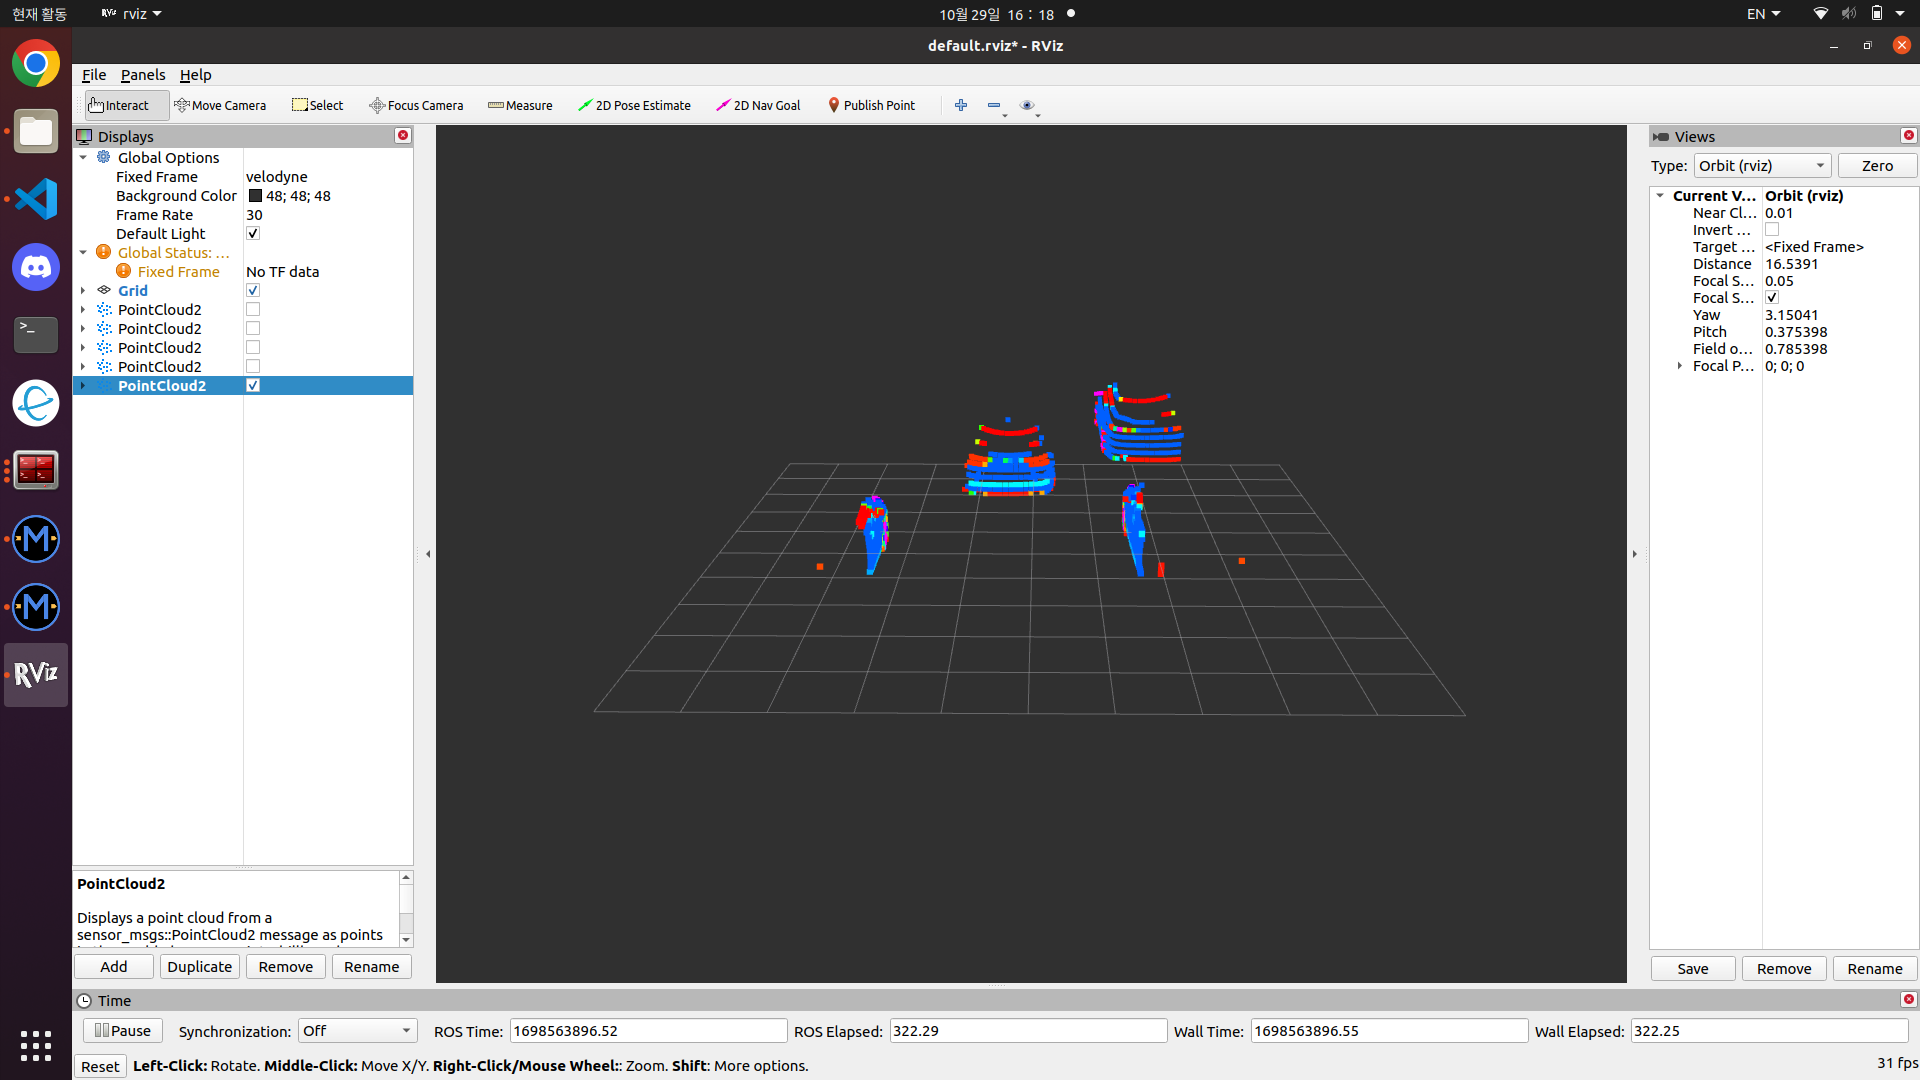 현재 활동 RViz rviz 10월 29일 16 : 18 EN
default.rviz* - RViz
File Panels Help
Interact Move Camera Select Focus Camera Measure 2D Pose Estimate 2D Nav Goal Publish Point
Displays
Global Options
Fixed Frame velodyne
Background Color 48; 48; 48
Frame Rate 30
Default Light
Global Status: ...
Fixed Frame No TF data
Grid
PointCloud2
PointCloud2
PointCloud2
PointCloud2
PointCloud2
PointCloud2
Displays a point cloud from a
sensor_msgs::PointCloud2 message as points
Add Duplicate Remove Rename
Views
Type: Orbit (rviz) Zero
Current V... Orbit (rviz)
Near Cl... 0.01
Invert ...
Target ... <Fixed Frame>
Distance 16.5391
Focal S... 0.05
Focal S...
Yaw 3.15041
Pitch 0.375398
Field o... 0.785398
Focal P... 0; 0; 0
Save Remove Rename
RViz
Time
Pause Synchronization: Off ROS Time: 1698563896.52 ROS Elapsed: 322.29 Wall Time: 1698563896.55 Wall Elapsed: 322.25
Reset Left-Click: Rotate. Middle-Click: Move X/Y. Right-Click/Mouse Wheel:: Zoom. Shift: More options. 31 fps